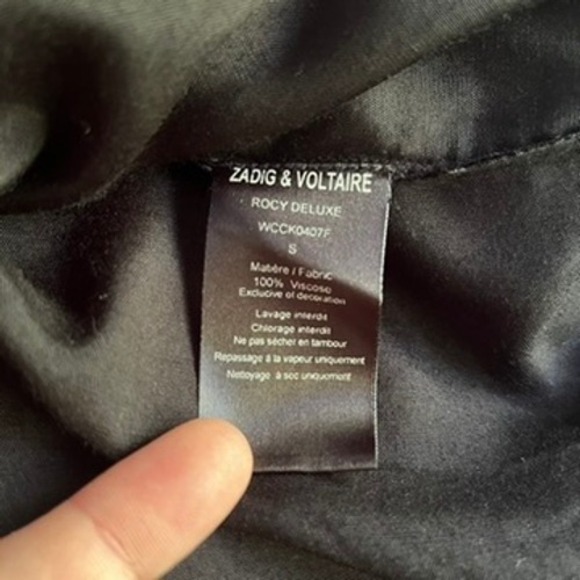 ZADIG & VOLTAIRE
ROCY DELUXE
WCCK0407F
S
Matière / Fabric
100% Viscose
Exclucive of decoration
Lavage interdit
Chlorage interdit
Ne pas sécher en tambour
Repassage à la vapeur uniquement
Nettoyage à sec uniquement